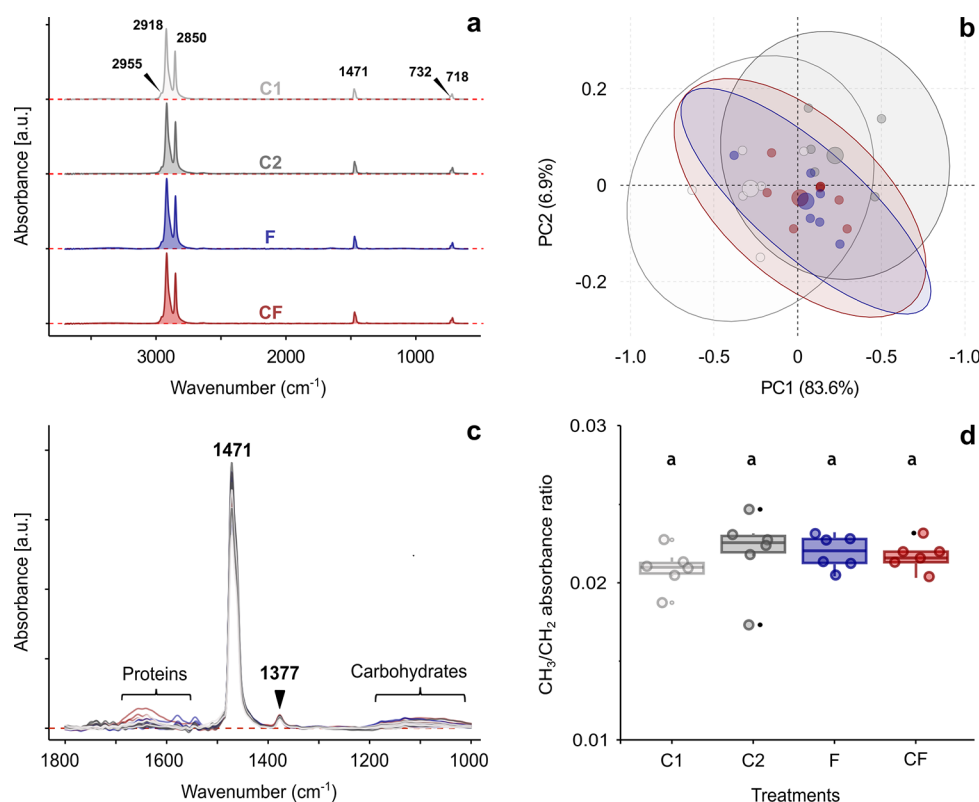 a
2918
2850
2955
1471
732
718
C1
C2
F
CF
Absorbance [a.u.]
3000
2000
1000
Wavenumber (cm⁻¹)
b
0.2
0
-0.2
PC2 (6.9%)
-1.0
-0.5
0
-0.5
-1.0
PC1 (83.6%)
c
1471
1377
Proteins
Carbohydrates
Absorbance [a.u.]
1800
1600
1400
1200
1000
Wavenumber (cm⁻¹)
d
0.03
0.02
0.01
a a a a
CH₃/CH₂ absorbance ratio
C1 C2 F CF
Treatments